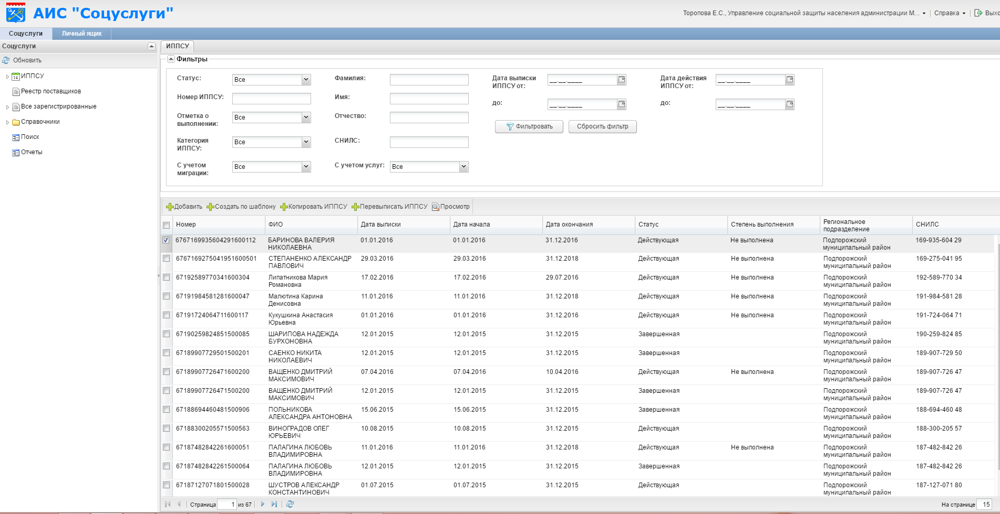 АИС "Соцуслуги"
Торопова Е.С., Управление социальной защиты населения администрации М... Справка Выхо
Соцуслуги Личный ящик
Соцуслуги
Обновить
ИППСУ
Реестр поставщиков
Все зарегистрированные
Справочники
Поиск
Отчеты
ИППСУ
Фильтры
Статус: Все Фамилия: Дата выписки ИППСУ от: __.__.____ Дата действия ИППСУ от: __.__.____
Номер ИППСУ: Имя: до: __.__.____ до: __.__.____
Отметка о выполнении: Все Отчество: Фильтровать Сбросить фильтр
Категория ИППСУ: Все СНИЛС:
С учетом миграции: Все С учетом услуг: Все
Добавить Создать по шаблону Копировать ИППСУ Перевыписать ИППСУ Просмотр
Номер ФИО Дата выписки Дата начала Дата окончания Статус Степень выполнения Региональное подразделение СНИЛС
6767169935604291600112 БАРИНОВА ВАЛЕРИЯ НИКОЛАЕВНА 01.01.2016 01.01.2016 31.12.2016 Действующая Не выполнена Подпорожский муниципальный район 169-935-604 29
6767169275041951600501 СТЕПАНЕНКО АЛЕКСАНДР ПАВЛОВИЧ 29.03.2016 29.03.2016 31.12.2018 Действующая Не выполнена Подпорожский муниципальный район 169-275-041 95
67192589770341600304 Липатникова Мария Романовна 17.02.2016 17.02.2016 29.07.2016 Действующая Не выполнена Подпорожский муниципальный район 192-589-770 34
67191984581281600047 Малютина Карина Денисовна 11.01.2016 11.01.2016 31.12.2018 Действующая Не выполнена Подпорожский муниципальный район 191-984-581 28
67191724064711600117 Кукушкина Анастасия Юрьевна 01.01.2016 01.01.2016 31.12.2016 Действующая Не выполнена Подпорожский муниципальный район 191-724-064 71
67190259824851500085 ШАРИПОВА НАДЕЖДА БУРХОНОВНА 12.01.2015 12.01.2015 31.12.2015 Завершенная Подпорожский муниципальный район 190-259-824 85
67189907729501500201 САЕНКО НИКИТА НИКОЛАЕВИЧ 12.01.2015 12.01.2015 31.12.2015 Завершенная Подпорожский муниципальный район 189-907-729 50
67189907726471600200 ВАЩЕНКО ДМИТРИЙ МАКСИМОВИЧ 07.04.2016 07.04.2016 10.04.2016 Действующая Не выполнена Подпорожский муниципальный район 189-907-726 47
67189907726471500200 ВАЩЕНКО ДМИТРИЙ МАКСИМОВИЧ 12.01.2015 12.01.2015 31.12.2015 Завершенная Подпорожский муниципальный район 189-907-726 47
67188694460481500906 ПОЛЬНИКОВА АЛЕКСАНДРА АНТОНОВНА 15.06.2015 15.06.2015 31.12.2015 Завершенная Подпорожский муниципальный район 188-694-460 48
67188300205571500563 ВИНОГРАДОВ ОЛЕГ ЮРЬЕВИЧ 10.08.2015 10.08.2015 31.12.2015 Действующая Подпорожский муниципальный район 188-300-205 57
67187482842261600051 ПАЛАГИНА ЛЮБОВЬ ВЛАДИМИРОВНА 11.01.2016 11.01.2016 31.12.2018 Действующая Не выполнена Подпорожский муниципальный район 187-482-842 26
67187482842261500064 ПАЛАГИНА ЛЮБОВЬ ВЛАДИМИРОВНА 12.01.2015 12.01.2015 31.12.2015 Завершенная Подпорожский муниципальный район 187-482-842 26
67187127071801500028 ШУСТРОВ АЛЕКСАНДР КОНСТАНТИНОВИЧ 01.07.2015 01.07.2015 31.12.2015 Действующая Подпорожский муниципальный район 187-127-071 80
Страница 1 из 67 На странице 15